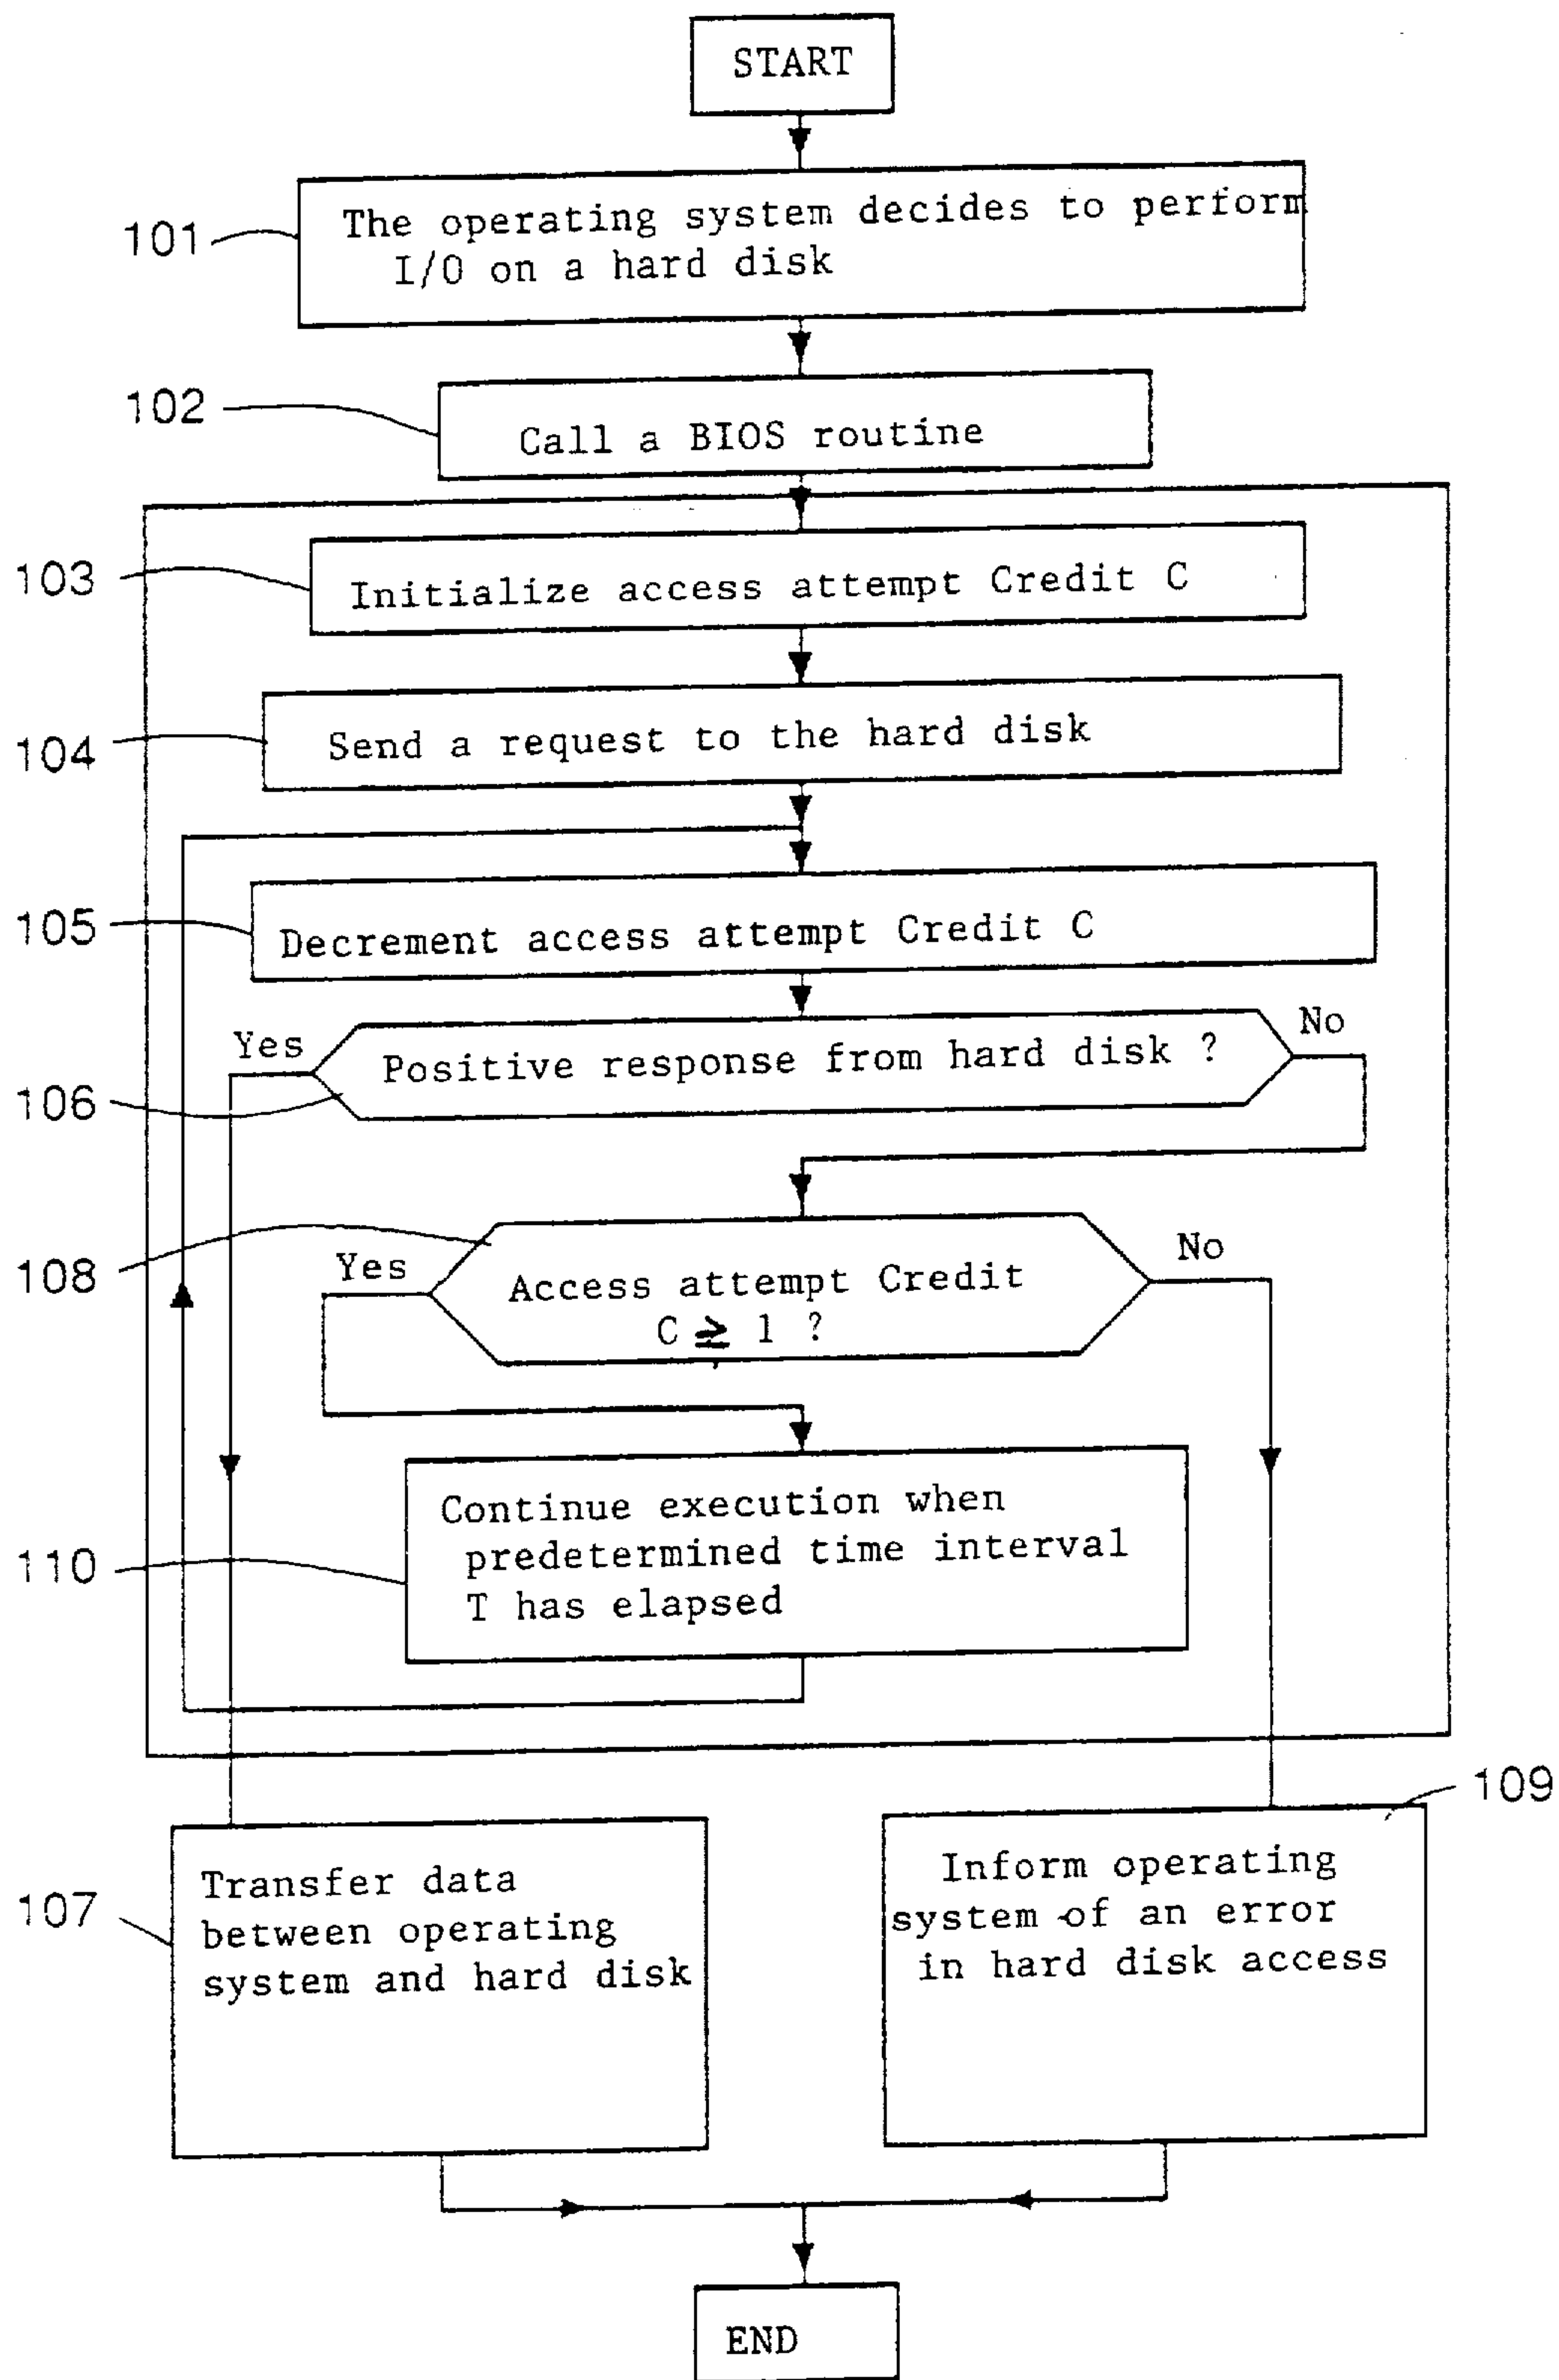 START
101
The operating system decides to perform
I/O on a hard disk
102
Call a BIOS routine
103
Initialize access attempt Credit C
104
Send a request to the hard disk
105
Decrement access attempt Credit C
Yes
No
Positive response from hard disk ?
106
108
Yes
No
Access attempt Credit
C ≥ 1 ?
110
Continue execution when
predetermined time interval
T has elapsed
109
107
Transfer data
between operating
system and hard disk
Inform operating
system of an error
in hard disk access
END